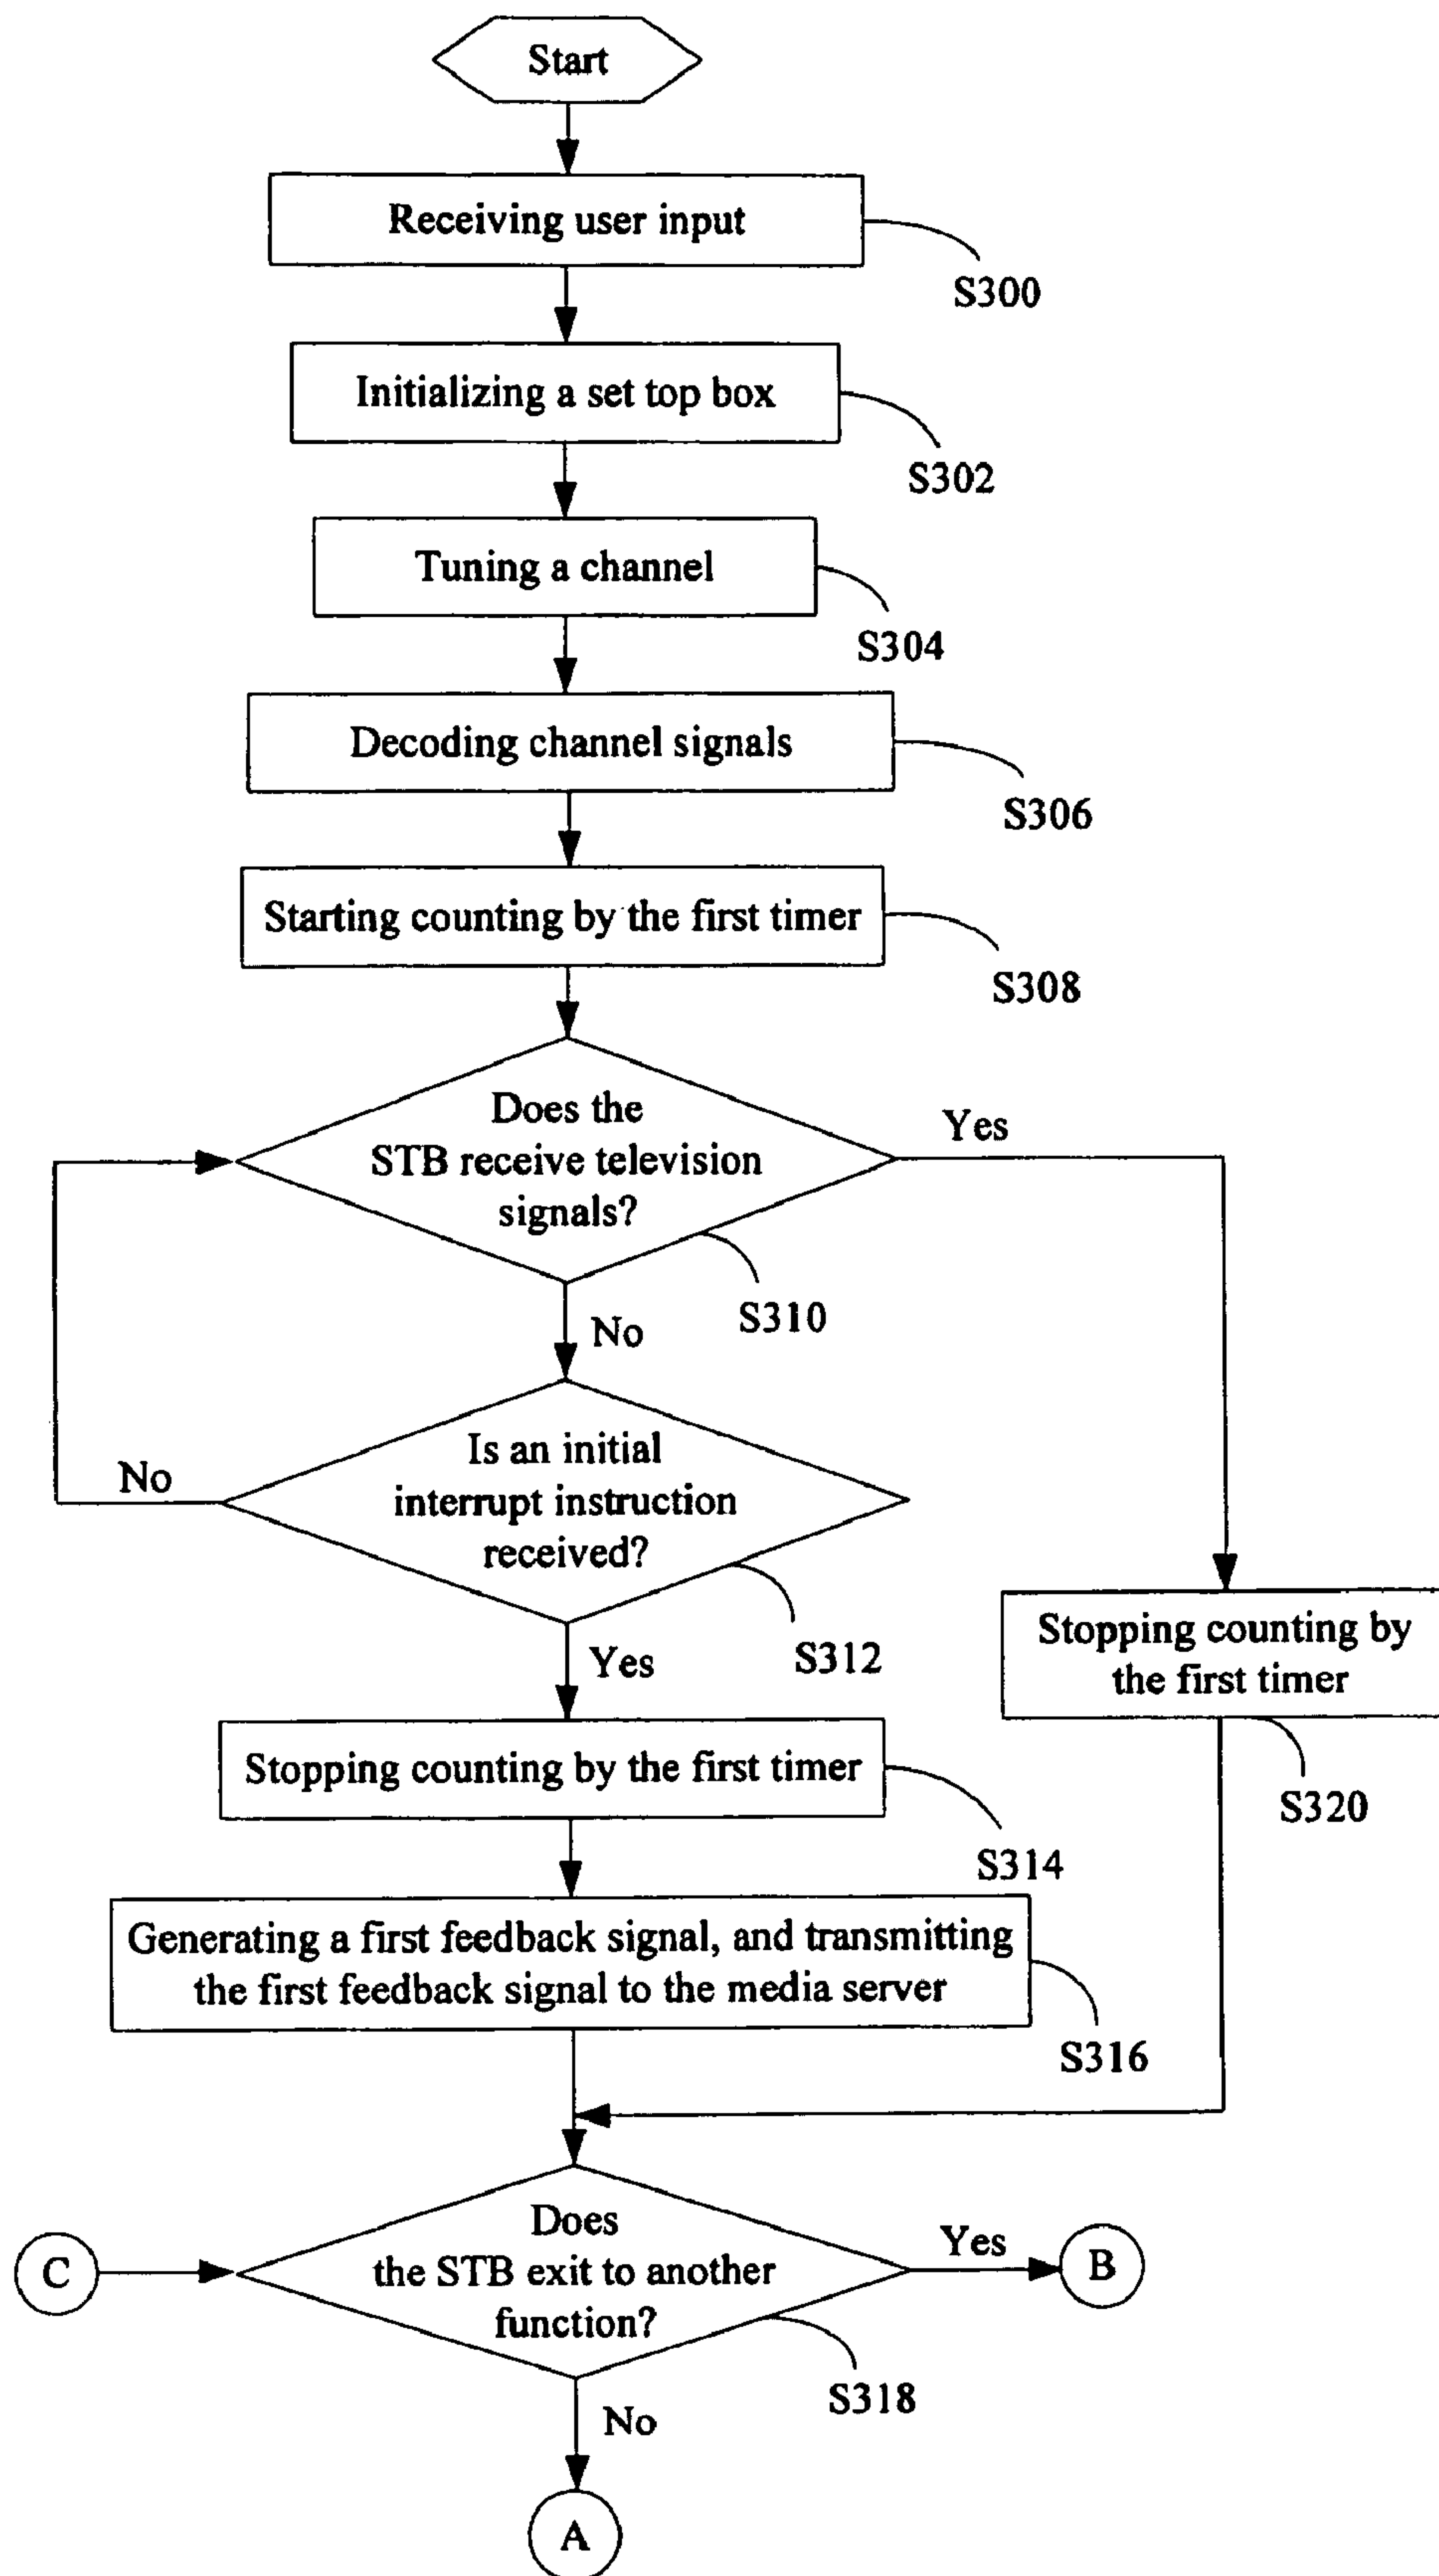 Start
Receiving user input
S300
Initializing a set top box
S302
Tuning a channel
S304
Decoding channel signals
S306
Starting counting by the first timer
S308
Does the
STB receive television
signals?
Yes
S310
No
Is an initial
interrupt instruction
received?
No
S312
Yes
Stopping counting by
the first timer
S320
Stopping counting by the first timer
S314
Generating a first feedback signal, and transmitting
the first feedback signal to the media server
S316
C
Does
the STB exit to another
function?
Yes
B
S318
No
A